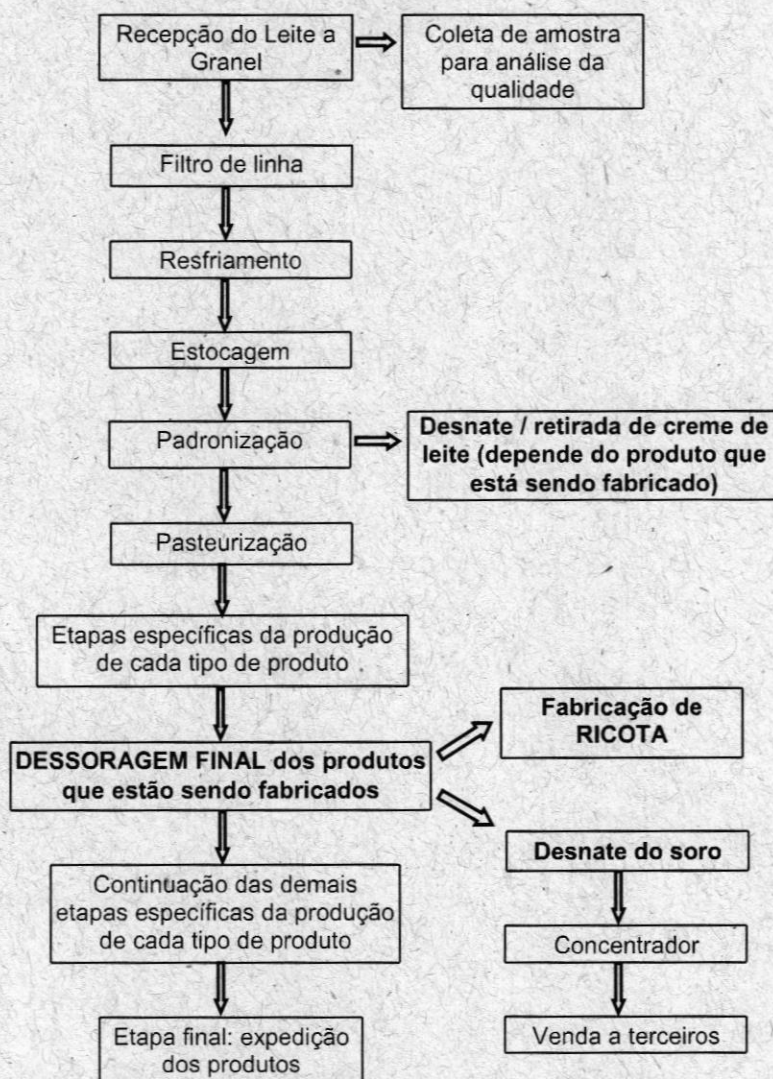 Recepção do Leite a
Granel
Coleta de amostra
para análise da
qualidade
Filtro de linha
Resfriamento
Estocagem
Padronização
Desnate / retirada de creme de
leite (depende do produto que
está sendo fabricado)
Pasteurização
Etapas específicas da produção
de cada tipo de produto
Fabricação de
RICOTA
DESSORAGEM FINAL dos produtos
que estão sendo fabricados
Desnate do soro
Continuação das demais
etapas específicas da produção
de cada tipo de produto
Concentrador
Etapa final: expedição
dos produtos
Venda a terceiros